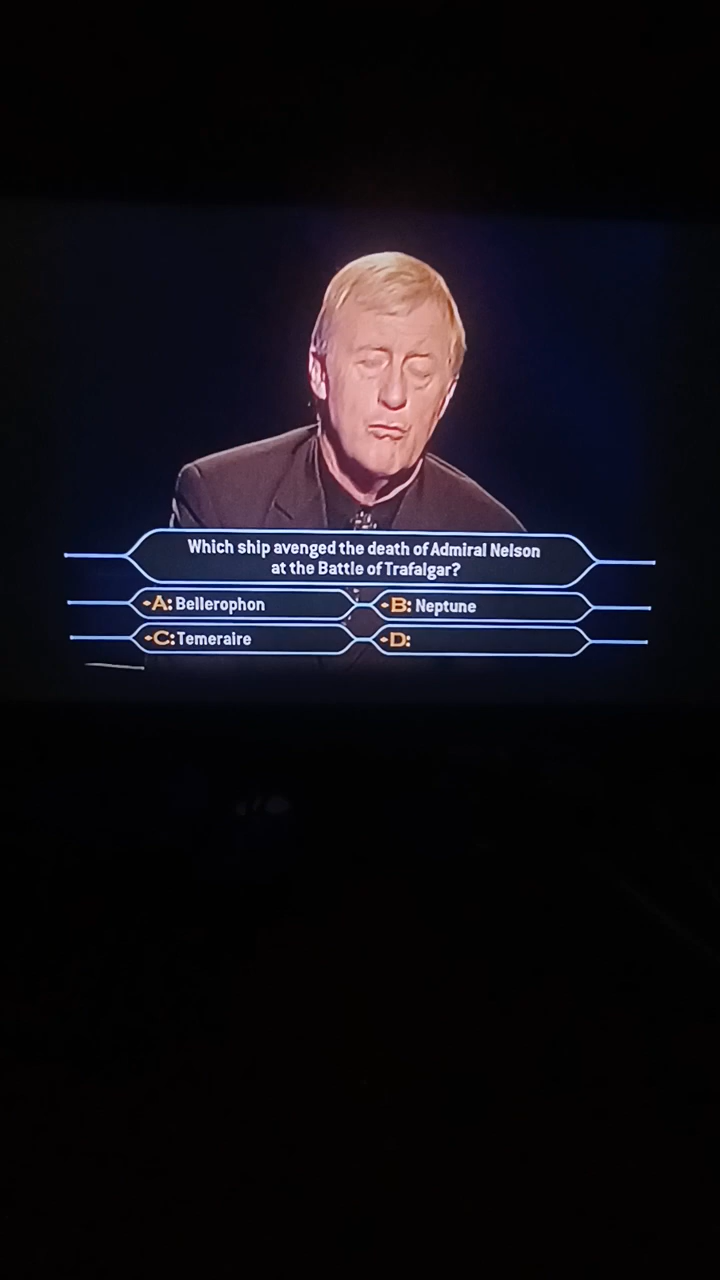 Which ship avenged the death of Admiral Nelson
at the Battle of Trafalgar?
A: Bellerophon
B: Neptune
C: Temeraire
D: